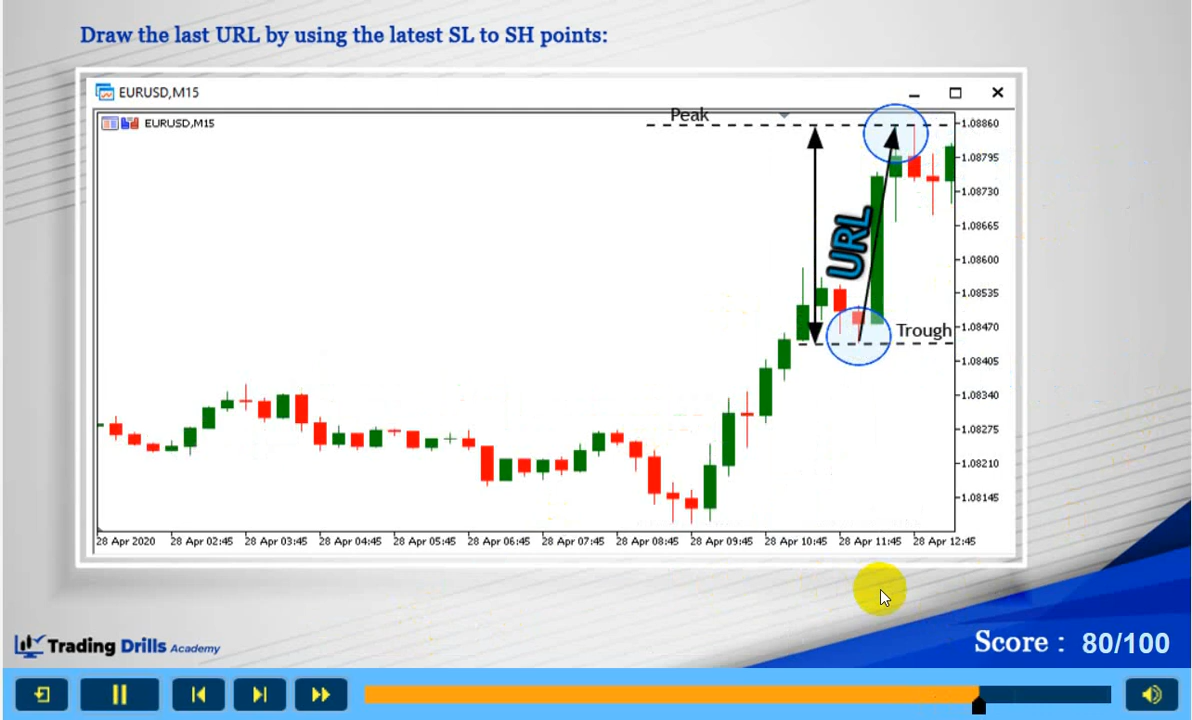 Draw the last URL by using the latest SL to SH points:
EURUSD,M15
EURUSD,M15
Peak
1.08860
1.08795
1.08730
1.08665
URL
1.08600
1.08535
Trough
1.08470
1.08405
1.08340
1.08275
1.08210
1.08145
28 Apr 2020 28 Apr 02:45 28 Apr 03:45 28 Apr 04:45 28 Apr 05:45 28 Apr 06:45 28 Apr 07:45 28 Apr 08:45 28 Apr 09:45 28 Apr 10:45 28 Apr 11:45 28 Apr 12:45
Trading Drills Academy
Score : 80/100